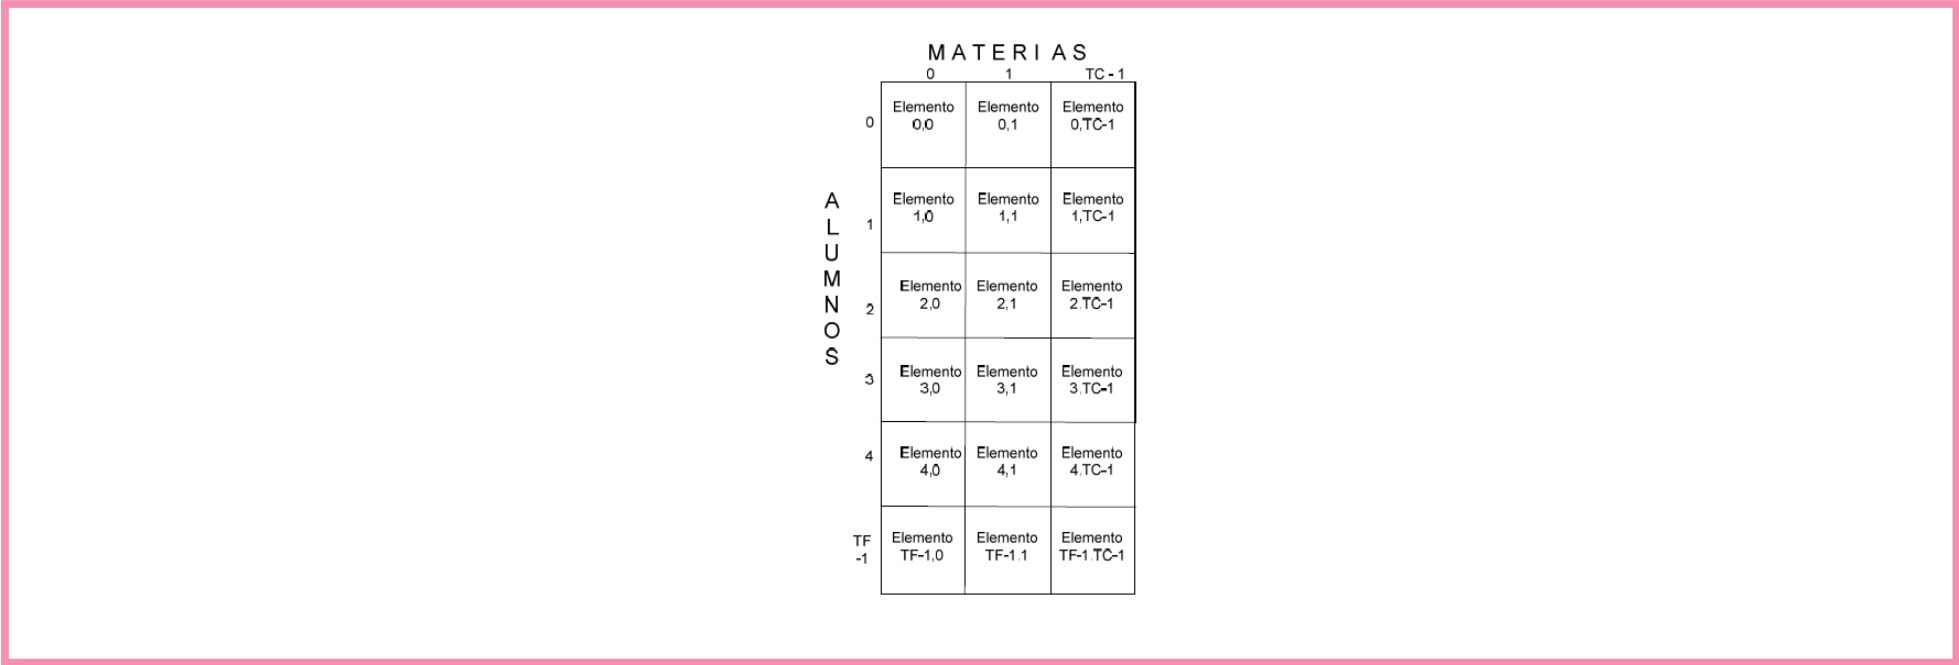 MATERIAS
0 1 TC - 1
0 Elemento Elemento Elemento
0,0 0,1 0,TC-1
ALUMNOS
1 Elemento Elemento Elemento
1,0 1,1 1,TC-1
2 Elemento Elemento Elemento
2,0 2,1 2.TC-1
3 Elemento Elemento Elemento
3,0 3,1 3.TC-1
4 Elemento Elemento Elemento
4,0 4,1 4.TC-1
TF Elemento Elemento Elemento
-1 TF-1,0 TF-1.1 TF-1.TC-1